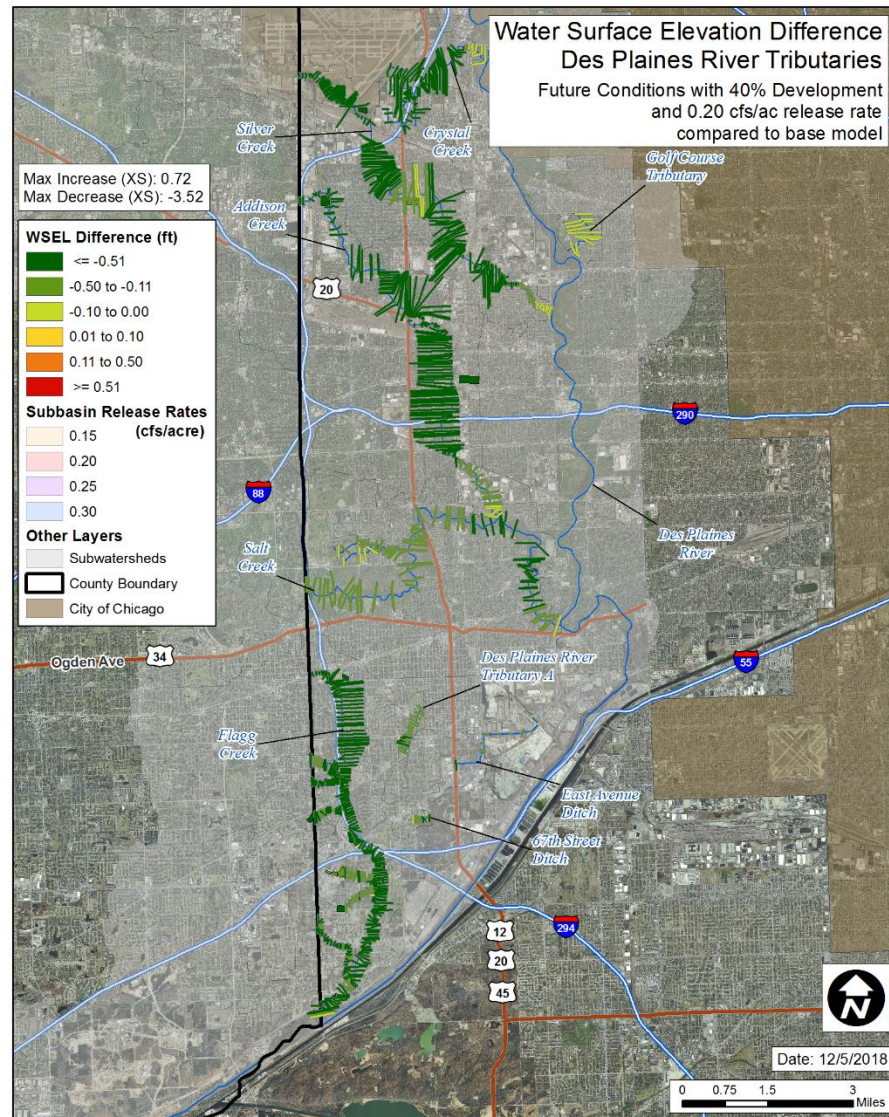 Water Surface Elevation Difference
Des Plaines River Tributaries
Future Conditions with 40% Development
and 0.20 cfs/ac release rate
compared to base model
Silver
Creek
Crystal
Creek
Golf Course
Tributary
Max Increase (XS): 0.72
Max Decrease (XS): -3.52
Addison
Creek
WSEL Difference (ft)
<= -0.51
-0.50 to -0.11
-0.10 to 0.00
0.01 to 0.10
0.11 to 0.50
>= 0.51
Subbasin Release Rates
(cfs/acre)
0.15
0.20
0.25
0.30
Other Layers
Subwatersheds
County Boundary
City of Chicago
20
290
88
Salt
Creek
Des Plaines
River
Ogden Ave
34
55
Des Plaines River
Tributary A
Flagg
Creek
East Avenue
Ditch
67th Street
Ditch
294
12
20
45
N
Date: 12/5/2018
0 0.75 1.5 3
Miles